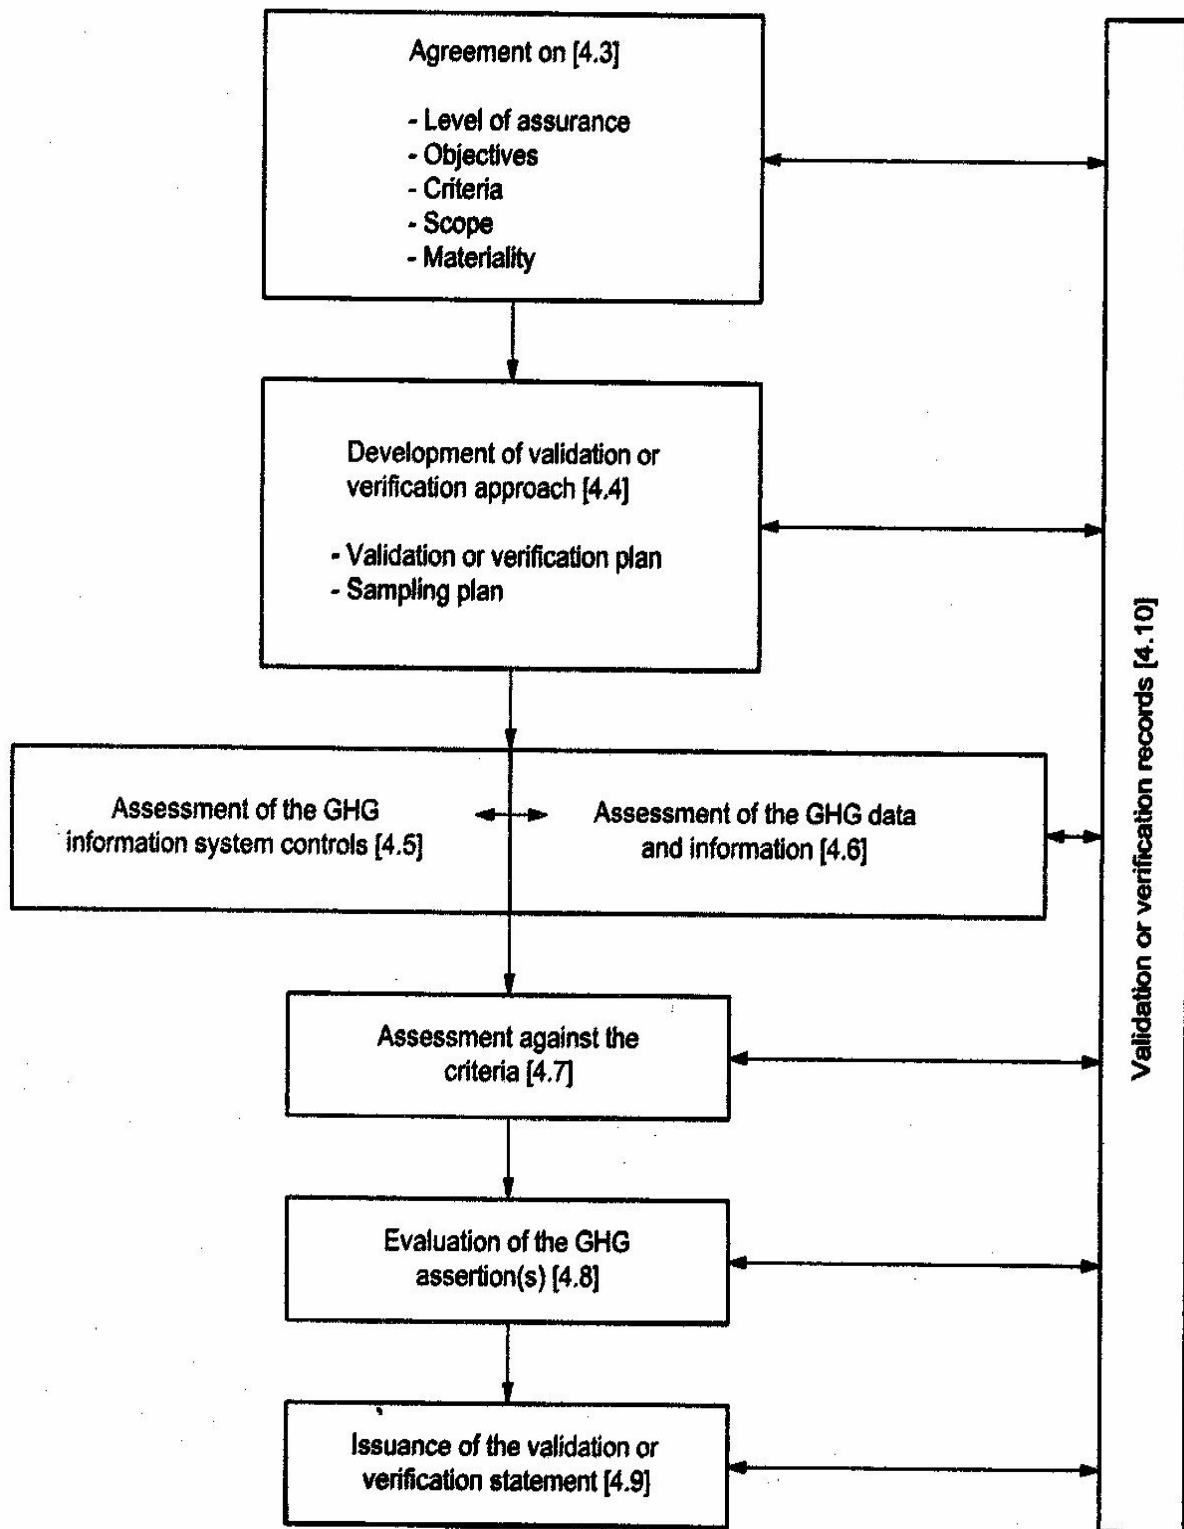 Agreement on [4.3]
- Level of assurance
- Objectives
- Criteria
- Scope
- Materiality
Development of validation or
verification approach [4.4]
- Validation or verification plan
- Sampling plan
Assessment of the GHG
information system controls [4.5]
Assessment of the GHG data
and information [4.6]
Assessment against the
criteria [4.7]
Evaluation of the GHG
assertion(s) [4.8]
Issuance of the validation or
verification statement [4.9]
Validation or verification records [4.10]